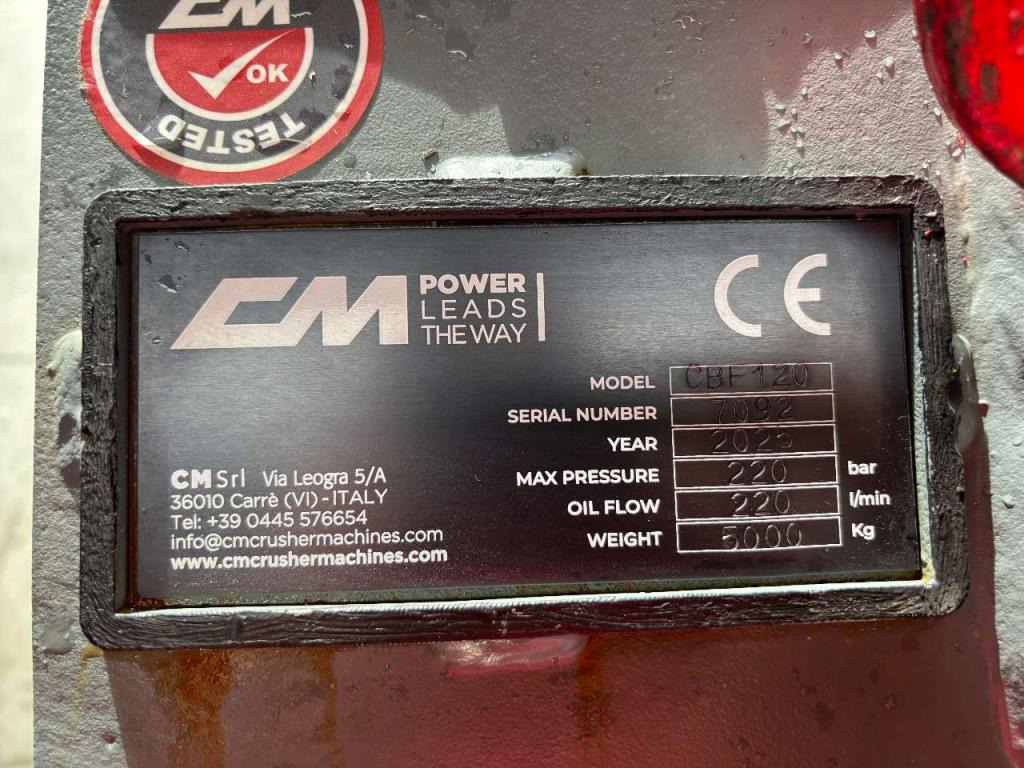 CM
OK
TESTED
CM POWER
LEADS
THE WAY
CE
MODEL CBF120
SERIAL NUMBER 7092
YEAR 2025
MAX PRESSURE 220 bar
OIL FLOW 220 l/min
WEIGHT 5000 Kg
CM Srl Via Leogra 5/A
36010 Carrè (VI) - ITALY
Tel: +39 0445 576654
info@cmcrushermachines.com
www.cmcrushermachines.com